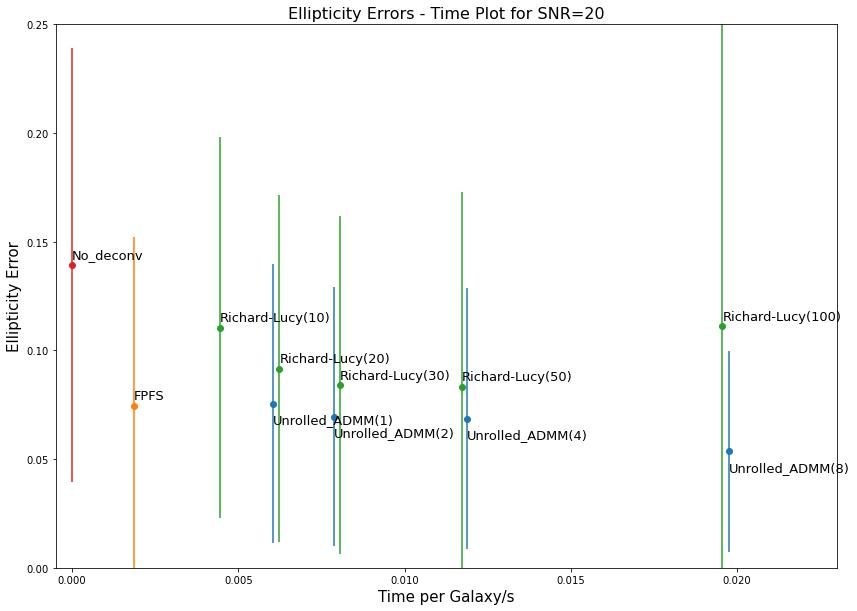 Ellipticity Errors - Time Plot for SNR=20
0.25
0.20
0.15
0.10
0.05
0.00
Ellipticity Error
No_deconv
FPFS
Richard-Lucy(10)
Richard-Lucy(20)
Richard-Lucy(30)
Richard-Lucy(50)
Richard-Lucy(100)
Unrolled_ADMM(1)
Unrolled_ADMM(2)
Unrolled_ADMM(4)
Unrolled_ADMM(8)
0.000
0.005
0.010
0.015
0.020
Time per Galaxy/s